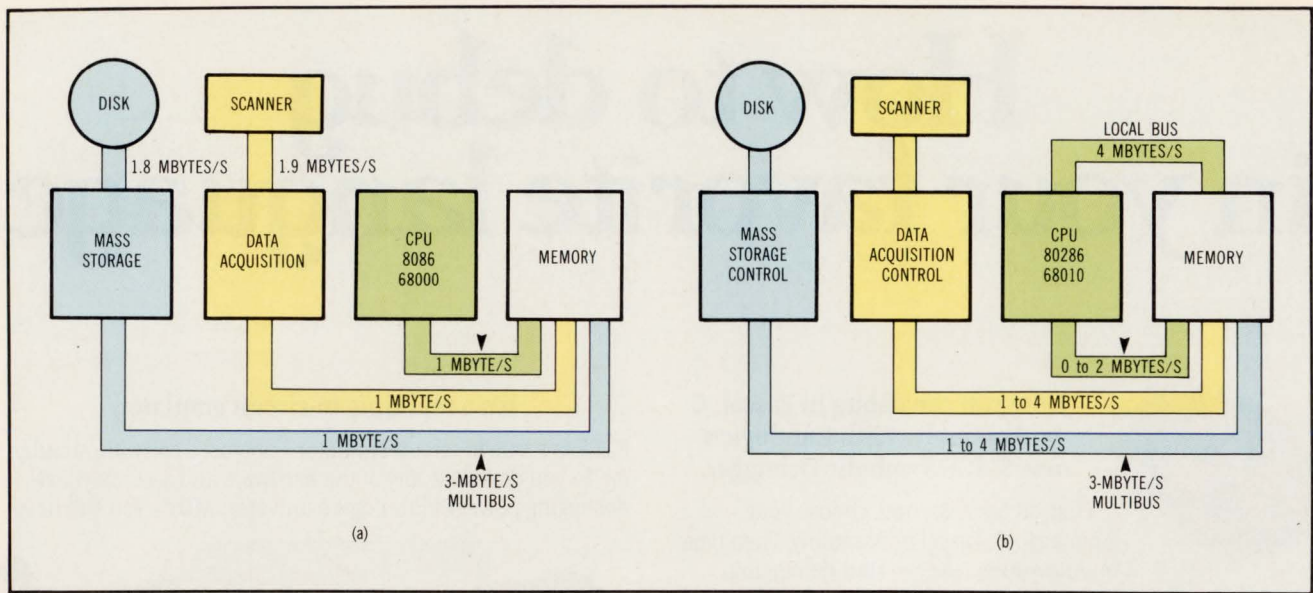 DISK
SCANNER
1.8 MBYTES/S
1.9 MBYTES/S
MASS
STORAGE
DATA
ACQUISITION
CPU
8086
68000
MEMORY
1 MBYTE/S
1 MBYTE/S
1 MBYTE/S
3-MBYTE/S
MULTIBUS
(a)
DISK
SCANNER
LOCAL BUS
4 MBYTES/S
MASS
STORAGE
CONTROL
DATA
ACQUISITION
CONTROL
CPU
80286
68010
MEMORY
0 to 2 MBYTES/S
1 to 4 MBYTES/S
1 to 4 MBYTES/S
3-MBYTE/S
MULTIBUS
(b)